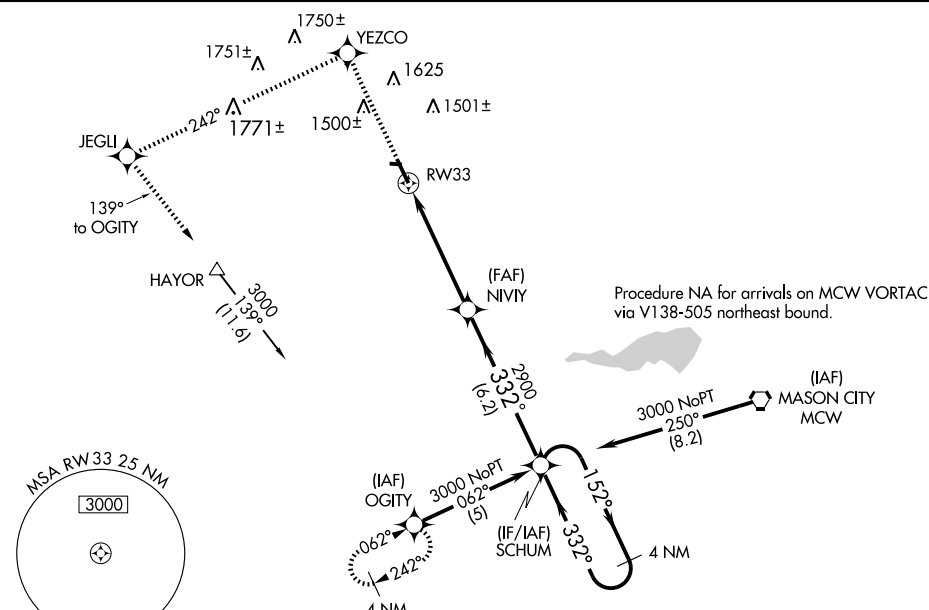 1750±
YEZCO
1751±
1625
1771±
1500±
1501±
242°
JEGLI
RW33
139°
to OGITY
HAYOR
3000
139°
(11.6)
(FAF)
NIVIY
Procedure NA for arrivals on MCW VORTAC
via V138-505 northeast bound.
2900
332°
(6.2)
(IAF)
MASON CITY
MCW
3000 NoPT
250°
(8.2)
MSA RW33 25 NM
3000
(IAF)
OGITY
3000 NoPT
062°
(5)
(IF/IAF)
SCHUM
152°
332°
4 NM
062°
242°
4 NM